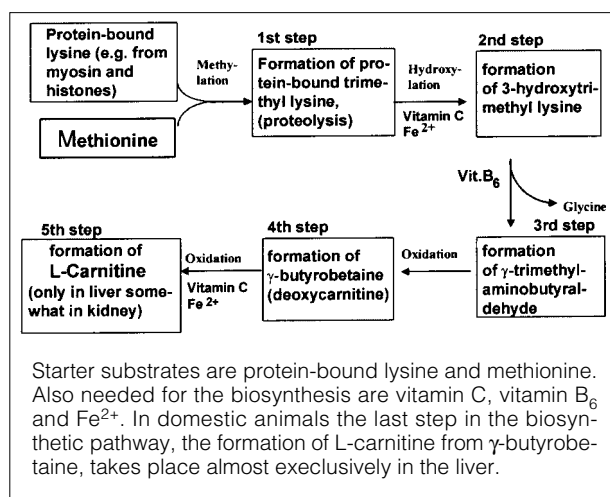 Protein-bound
lysine (e.g. from
myosin and
histones)
Methionine
Methy-
lation
1st step
Formation of pro-
tein-bound trime-
thyl lysine,
(proteolysis)
Hydroxy-
lation
Vitamin C
Fe²⁺
2nd step
formation
of 3-hydroxytri-
methyl lysine
Vit.B₆
Glycine
3rd step
formation
of γ-trimethyl-
aminobutyral-
dehyde
Oxidation
4th step
formation of
γ-butyrobetaine
(deoxycarnitine)
Oxidation
Vitamin C
Fe²⁺
5th step
formation of
L-Carnitine
(only in liver some-
what in kidney)
Starter substrates are protein-bound lysine and methionine.
Also needed for the biosynthesis are vitamin C, vitamin B₆
and Fe²⁺. In domestic animals the last step in the biosyn-
thetic pathway, the formation of L-carnitine from γ-butyrobe-
taine, takes place almost execlusively in the liver.